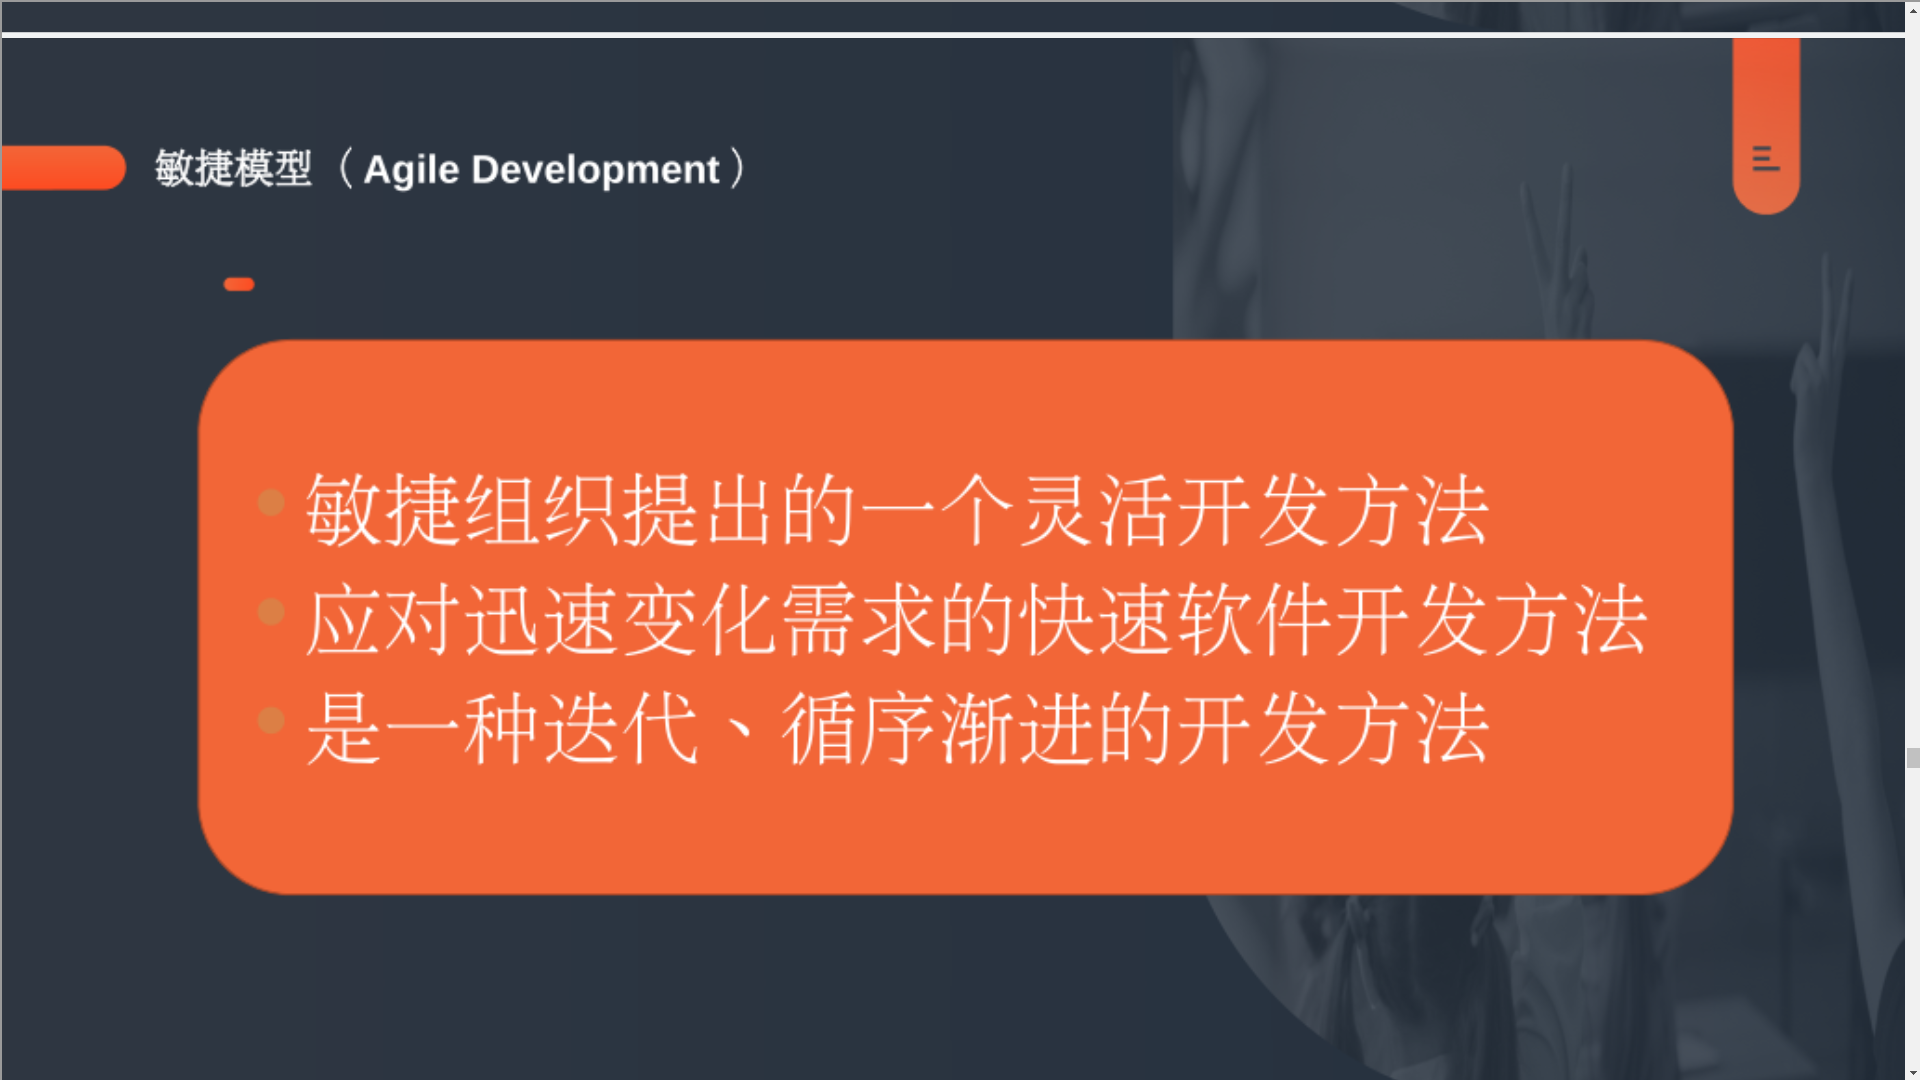 敏捷模型（Agile Development）
敏捷组织提出的一个灵活开发方法
应对迅速变化需求的快速软件开发方法
是一种迭代、循序渐进的开发方法